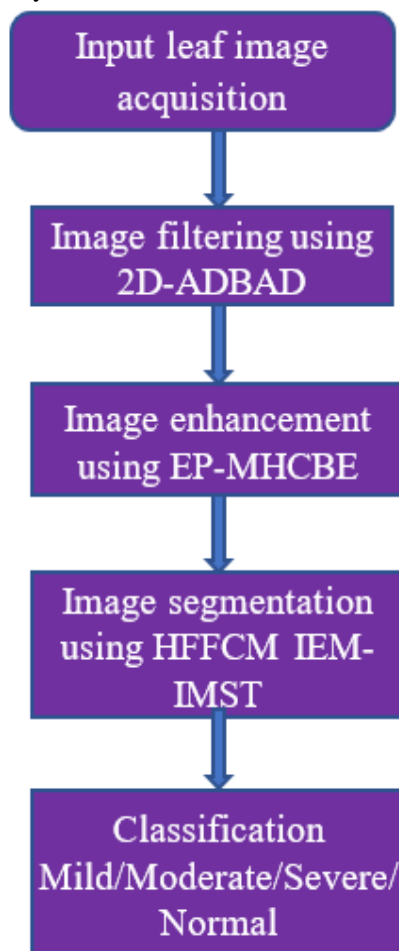 Input leaf image
acquisition
Image filtering using
2D-ADBAD
Image enhancement
using EP-MHCBE
Image segmentation
using HFFCM IEM-
IMST
Classification
Mild/Moderate/Severe/
Normal